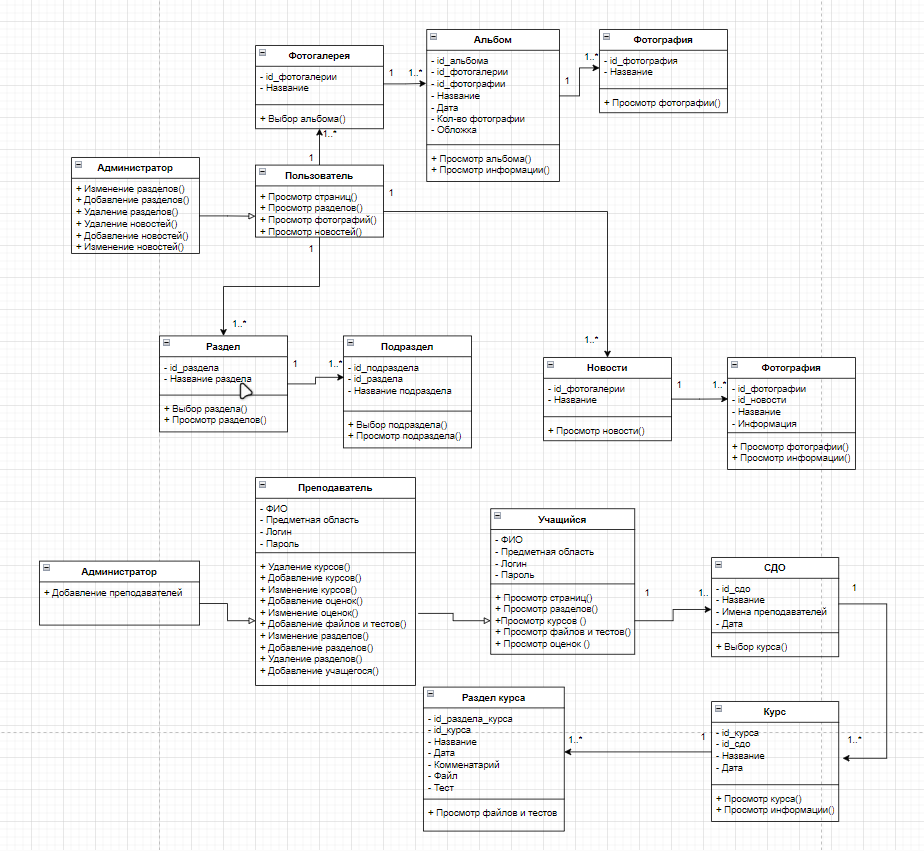 Фотогалерея
- id_фотогалерии
- Название
+ Выбор альбома()
1
1..*
Альбом
- id_альбома
- id_фотогалерии
- id_фотографии
- Название
- Дата
- Кол-во фотографии
- Обложка
+ Просмотр альбома()
+ Просмотр информации()
1
1..*
Фотография
- id_фотография
- Название
+ Просмотр фотографии()
1..*
1
Администратор
+ Изменение разделов()
+ Добавление разделов()
+ Удаление разделов()
+ Удаление новостей()
+ Добавление новостей()
+ Изменение новостей()
Пользователь
+ Просмотр страниц()
+ Просмотр разделов()
+ Просмотр фотографий()
+ Просмотр новостей()
1
1
1..*
1..*
Раздел
- id_раздела
- Название раздела
+ Выбор раздела()
+ Просмотр разделов()
1
1..*
Подраздел
- id_подраздела
- id_раздела
- Название подраздела
+ Выбор подраздела()
+ Просмотр подраздела()
Новости
- id_фотогалерии
- Название
+ Просмотр новости()
1
1..*
Фотография
- id_фотографии
- id_новости
- Название
- Информация
+ Просмотр фотографии()
+ Просмотр информации()
Администратор
+ Добавление преподавателей
Преподаватель
- ФИО
- Предметная область
- Логин
- Пароль
+ Удаление курсов()
+ Добавление курсов()
+ Изменение курсов()
+ Добавление оценок()
+ Изменение оценок()
+ Добавление файлов и тестов()
+ Изменение разделов()
+ Добавление разделов()
+ Удаление разделов()
+ Добавление учащегося()
Учащийся
- ФИО
- Предметная область
- Логин
- Пароль
+ Просмотр страниц()
+ Просмотр разделов()
+Просмотр курсов ()
+ Просмотр файлов и тестов()
+ Просмотр оценок ()
1
1..
СДО
- id_сдо
- Название
- Имена преподавателей
- Дата
+ Выбор курса()
1
1..*
Курс
- id_курса
- id_сдо
- Название
- Дата
+ Просмотр курса()
+ Просмотр информации()
1
1..*
Раздел курса
- id_раздела_курса
- id_курса
- Название
- Дата
- Комменатарий
- Файл
- Тест
+ Просмотр файлов и тестов